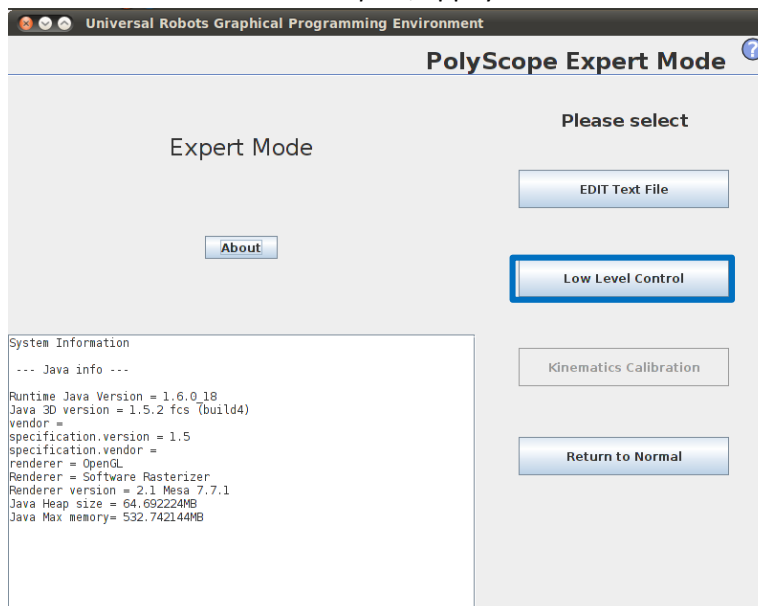 Universal Robots Graphical Programming Environment
PolyScope Expert Mode
?
Please select
Expert Mode
EDIT Text File
About
Low Level Control
System Information
--- Java info ---
Kinematics Calibration
Runtime Java Version = 1.6.0_18
Java 3D version = 1.5.2 fcs (build4)
vendor =
specification.version = 1.5
specification.vendor =
renderer = OpenGL
Renderer = Software Rasterizer
Renderer version = 2.1 Mesa 7.7.1
Java Heap size = 64.692224MB
Java Max memory= 532.742144MB
Return to Normal